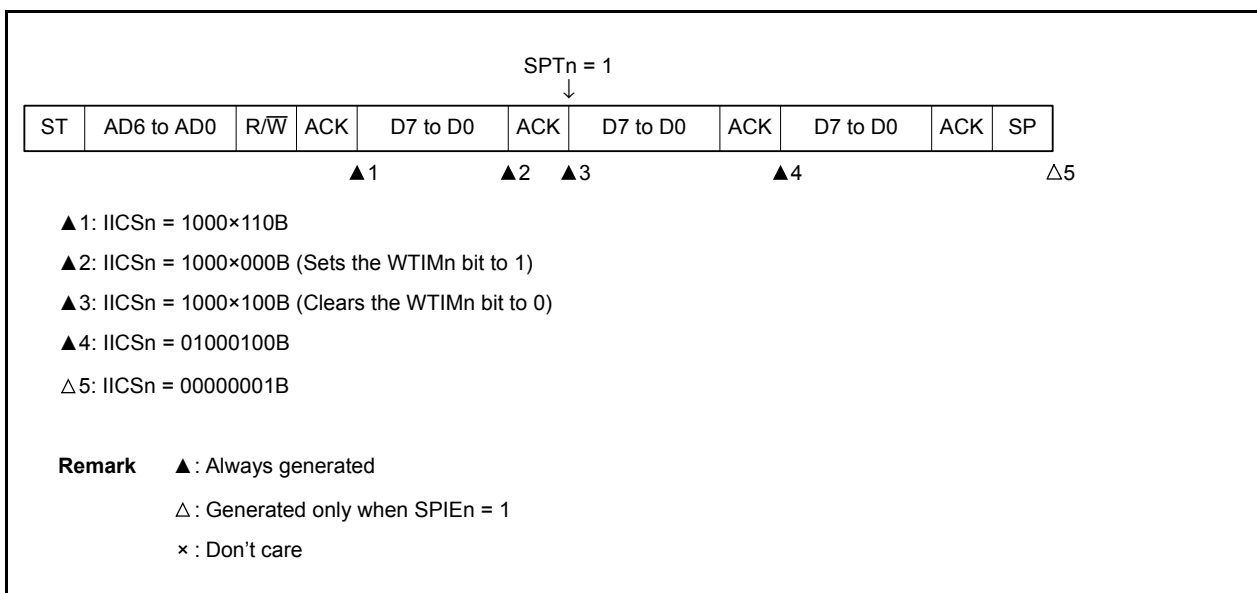 SPTn = 1
↓
ST AD6 to AD0 R/W̅ ACK D7 to D0 ACK D7 to D0 ACK D7 to D0 ACK SP
▲1 ▲2 ▲3 ▲4 △5
▲1: IICSn = 1000×110B
▲2: IICSn = 1000×000B (Sets the WTIMn bit to 1)
▲3: IICSn = 1000×100B (Clears the WTIMn bit to 0)
▲4: IICSn = 01000100B
△5: IICSn = 00000001B
Remark ▲: Always generated
△: Generated only when SPIEn = 1
×: Don't care